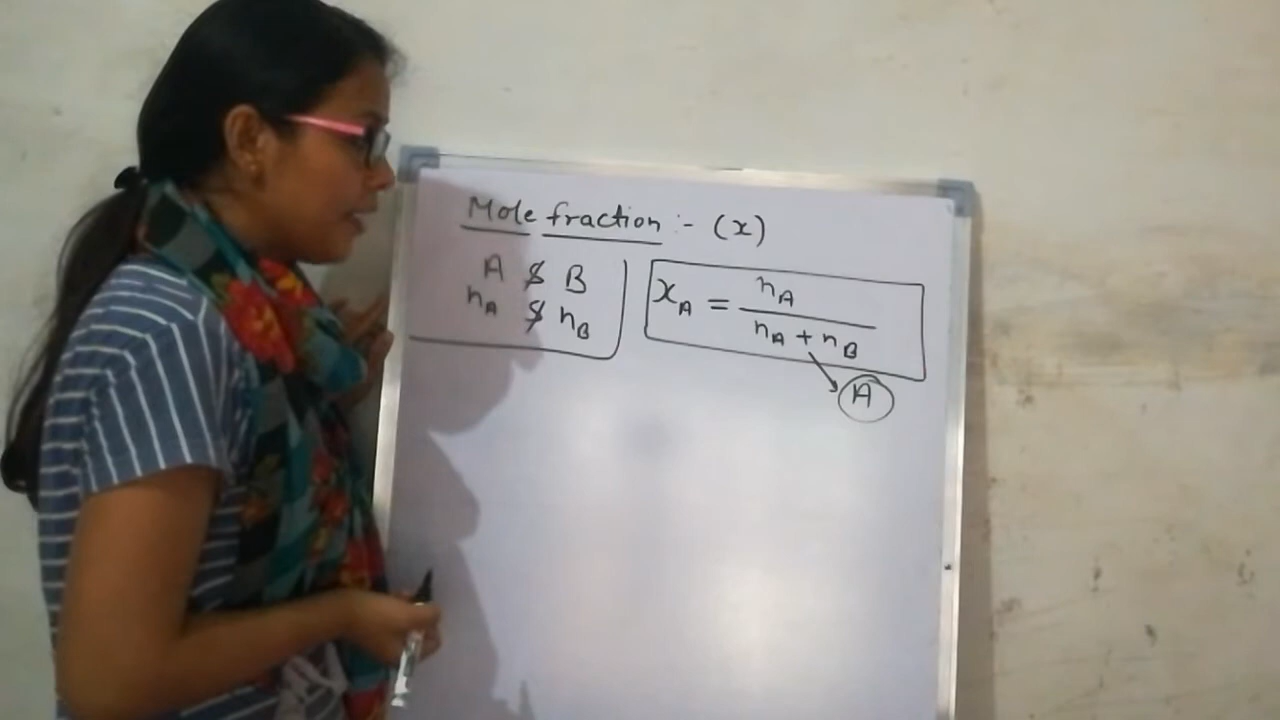 Mole fraction :- (x)
A & B
nA & nB
xA = nA / nA + nB
A